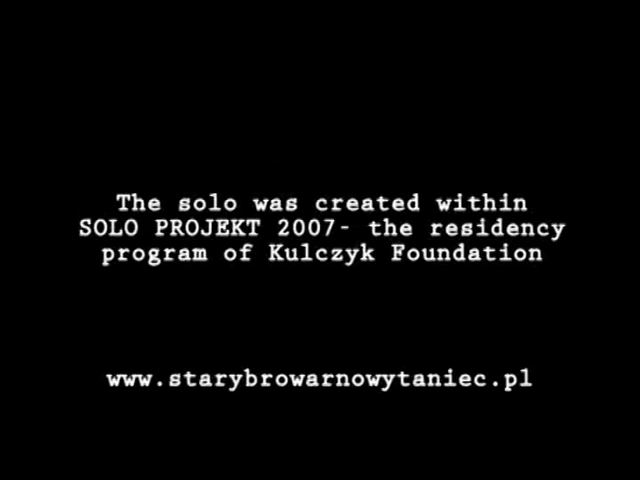 The solo was created within
SOLO PROJEKT 2007- the residency
program of Kulczyk Foundation
www.starybrowarnowytaniec.pl